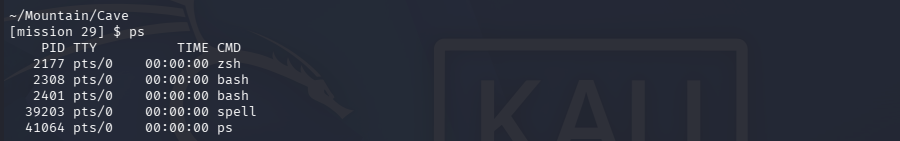 ~/Mountain/Cave
[mission 29] $ ps
    PID TTY          TIME CMD
   2177 pts/0    00:00:00 zsh
   2308 pts/0    00:00:00 bash
   2401 pts/0    00:00:00 bash
  39203 pts/0    00:00:00 spell
  41064 pts/0    00:00:00 ps
KALI